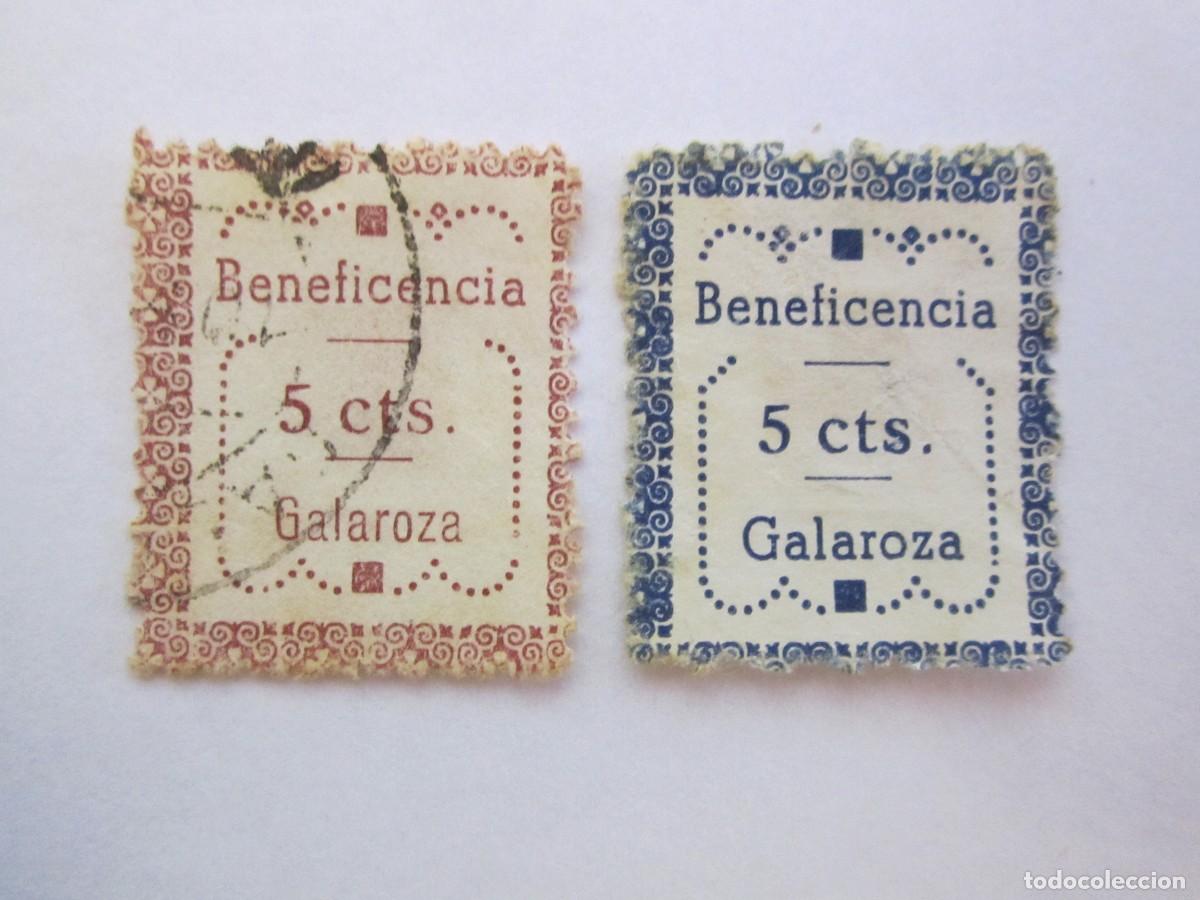 Beneficencia
5 cts.
Galaroza
Beneficencia
5 cts.
Galaroza
todocoleccion